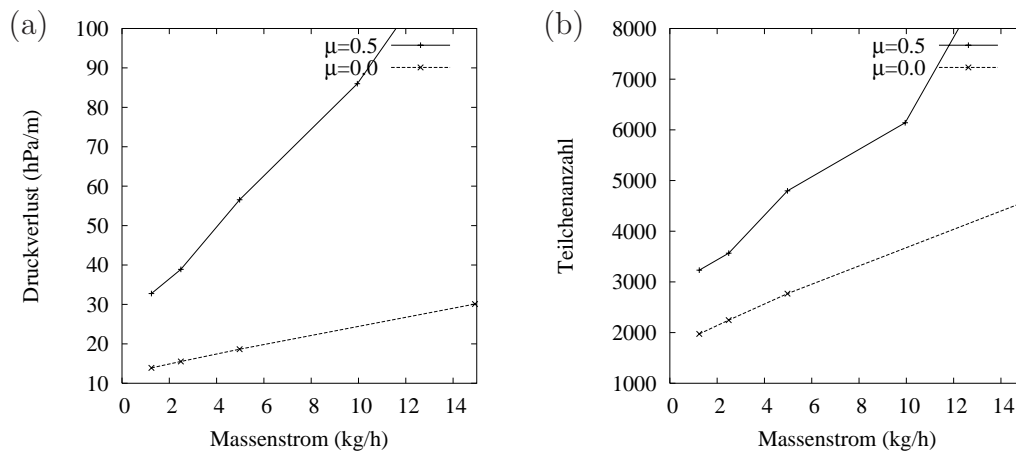 (a)
100
90
80
70
60
50
40
30
20
10
Druckverlust (hPa/m)
μ=0.5
μ=0.0
0 2 4 6 8 10 12 14
Massenstrom (kg/h)
(b)
8000
7000
6000
5000
4000
3000
2000
1000
Teilchenanzahl
μ=0.5
μ=0.0
0 2 4 6 8 10 12 14
Massenstrom (kg/h)